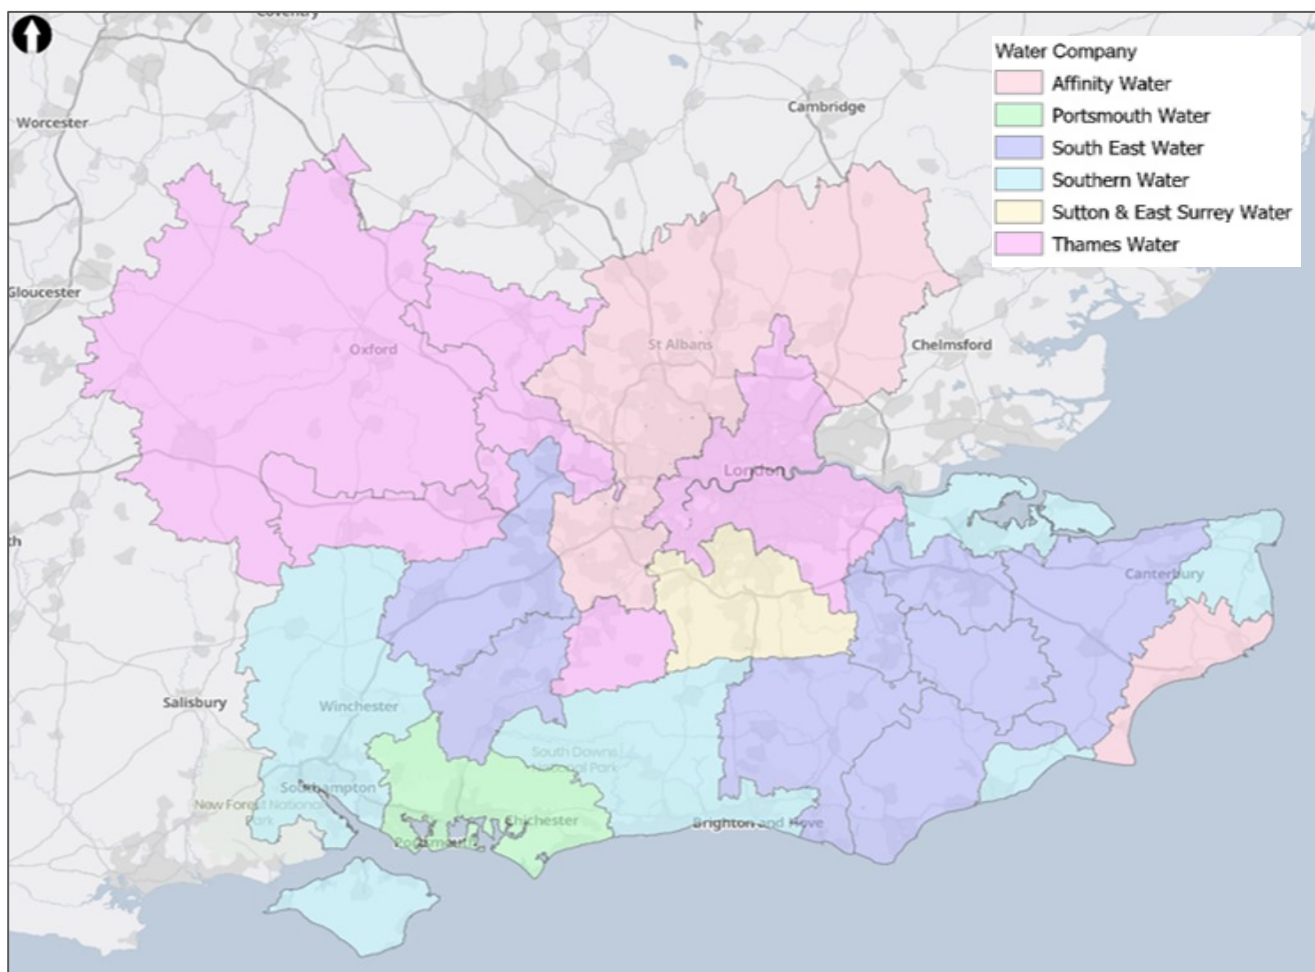 Coventry
Worcester
Cambridge
Water Company
Affinity Water
Portsmouth Water
South East Water
Southern Water
Sutton & East Surrey Water
Thames Water
Gloucester
Oxford
St Albans
Chelmsford
London
th
Canterbury
Salisbury
Winchester
South Downs
National Park
Southampton
New Forest National
Park
Chichester
Portsmouth
Brighton and Hove